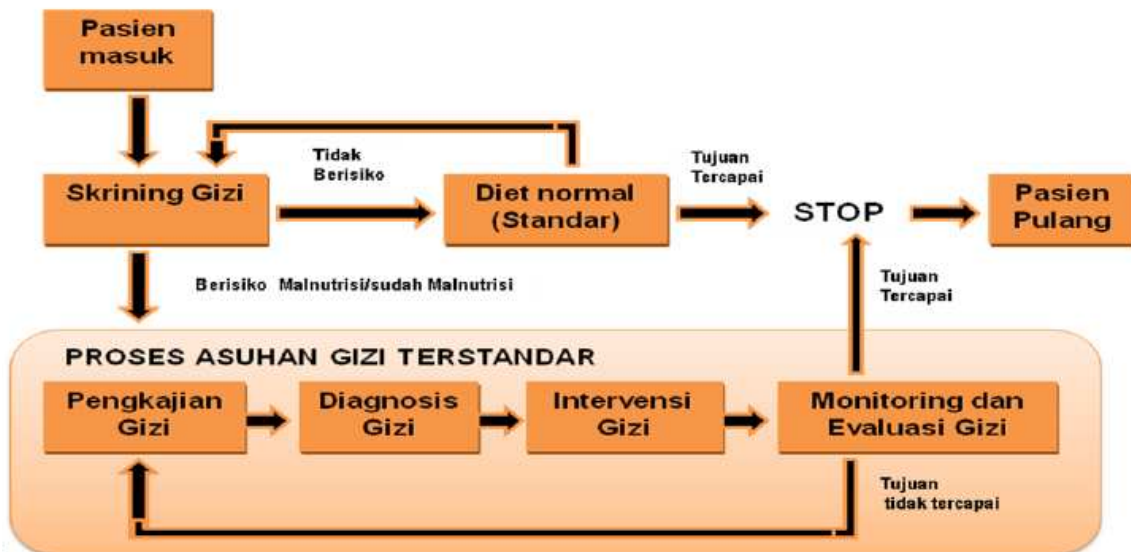 Pasien
masuk
Tidak
Berisiko
Tujuan
Tercapai
Skrining Gizi
Diet normal
(Standar)
STOP
Pasien
Pulang
Berisiko Malnutrisi/sudah Malnutrisi
Tujuan
Tercapai
PROSES ASUHAN GIZI TERSTANDAR
Pengkajian
Gizi
Diagnosis
Gizi
Intervensi
Gizi
Monitoring dan
Evaluasi Gizi
Tujuan
tidak tercapai